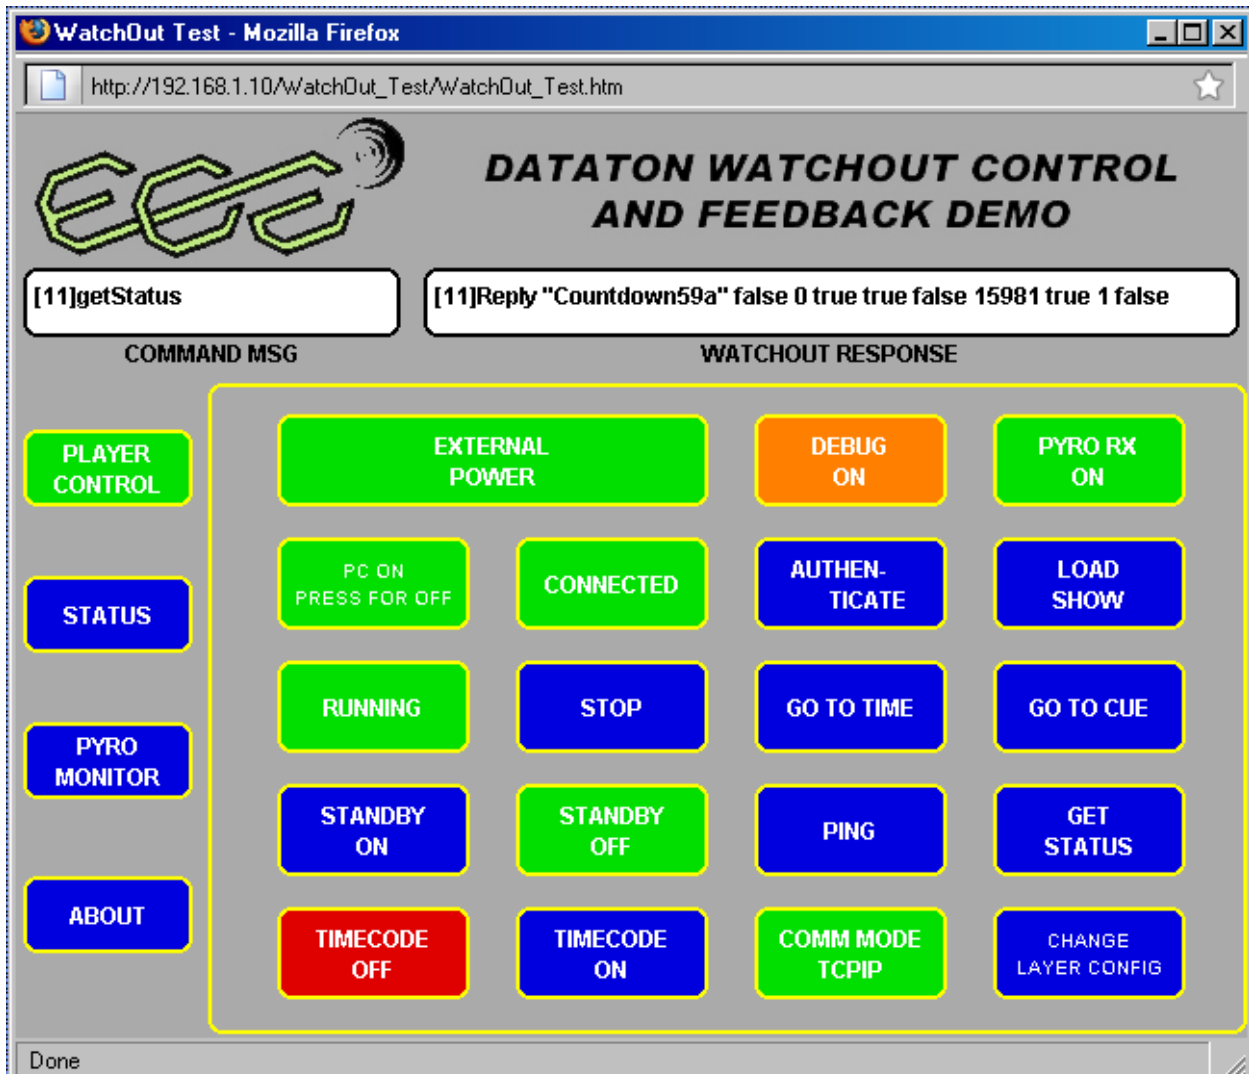 WatchOut Test - Mozilla Firefox
http://192.168.1.10/WatchOut_Test/WatchOut_Test.htm
ECA
DATATON WATCHOUT CONTROL
AND FEEDBACK DEMO
[11]getStatus
[11]Reply "Countdown59a" false 0 true true false 15981 true 1 false
COMMAND MSG
WATCHOUT RESPONSE
PLAYER
CONTROL
STATUS
PYRO
MONITOR
ABOUT
EXTERNAL
POWER
DEBUG
ON
PYRO RX
ON
PC ON
PRESS FOR OFF
CONNECTED
AUTHEN-
TICATE
LOAD
SHOW
RUNNING
STOP
GO TO TIME
GO TO CUE
STANDBY
ON
STANDBY
OFF
PING
GET
STATUS
TIMECODE
OFF
TIMECODE
ON
COMM MODE
TCPIP
CHANGE
LAYER CONFIG
Done